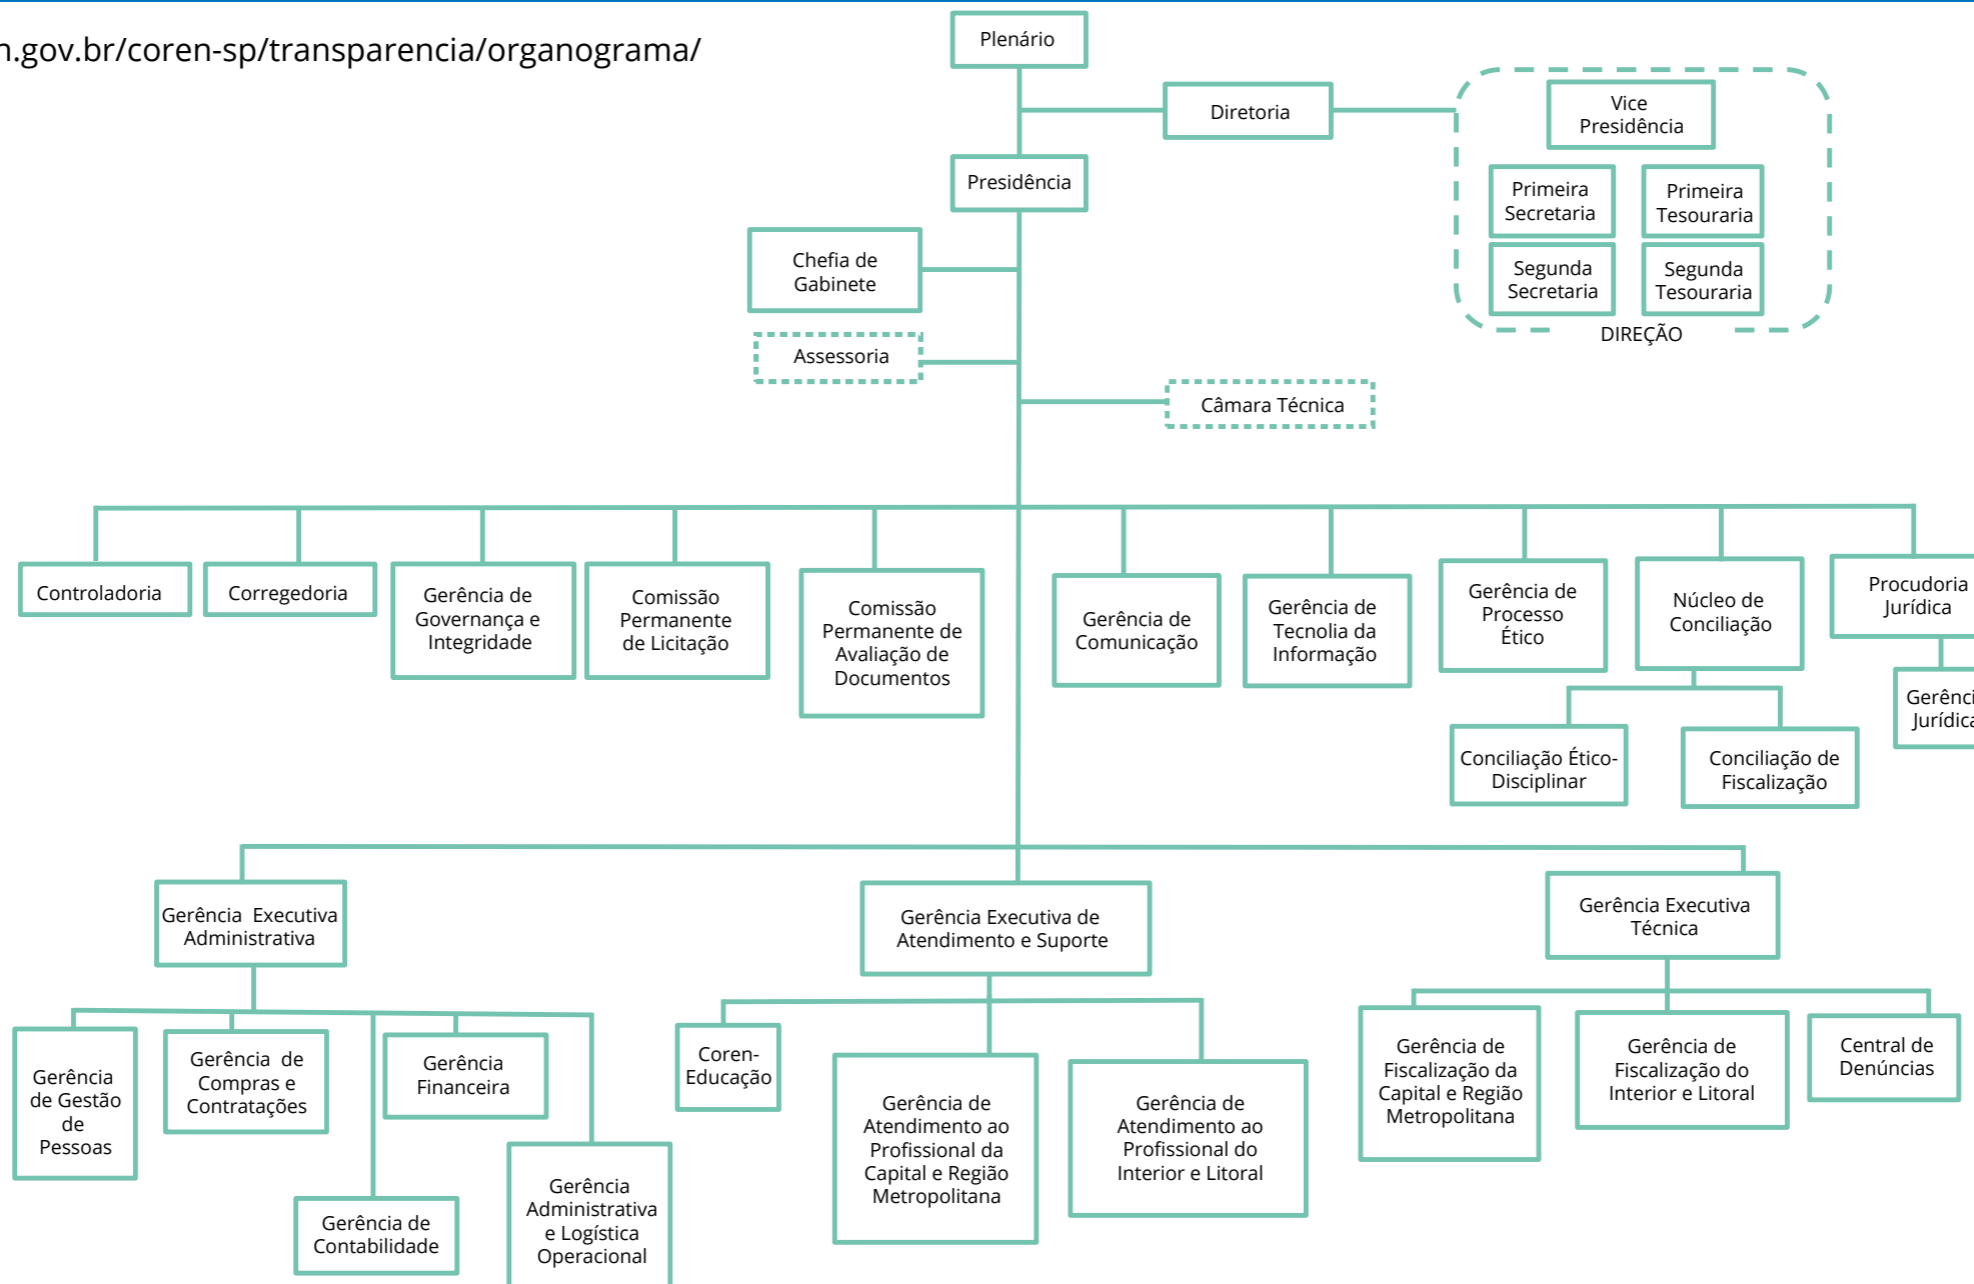 n.gov.br/coren-sp/transparencia/organograma/
Plenário
Diretoria
Vice
Presidência
Primeira
Secretaria
Primeira
Tesouraria
Segunda
Secretaria
Segunda
Tesouraria
DIREÇÃO
Presidência
Chefia de
Gabinete
Assessoria
Câmara Técnica
Controladoria
Corregedoria
Gerência de
Governança e
Integridade
Comissão
Permanente
de Licitação
Comissão
Permanente de
Avaliação de
Documentos
Gerência de
Comunicação
Gerência de
Tecnolia da
Informação
Gerência de
Processo
Ético
Núcleo de
Conciliação
Procudoria
Jurídica
Gerênci
Jurídica
Conciliação Ético-
Disciplinar
Conciliação de
Fiscalização
Gerência Executiva
Administrativa
Gerência Executiva de
Atendimento e Suporte
Gerência Executiva
Técnica
Gerência
de Gestão
de
Pessoas
Gerência de
Compras e
Contratações
Gerência de
Contabilidade
Gerência
Financeira
Gerência
Administrativa
e Logística
Operacional
Coren-
Educação
Gerência de
Atendimento ao
Profissional da
Capital e Região
Metropolitana
Gerência de
Atendimento ao
Profissional do
Interior e Litoral
Gerência de
Fiscalização da
Capital e Região
Metropolitana
Gerência de
Fiscalização do
Interior e Litoral
Central de
Denúncias